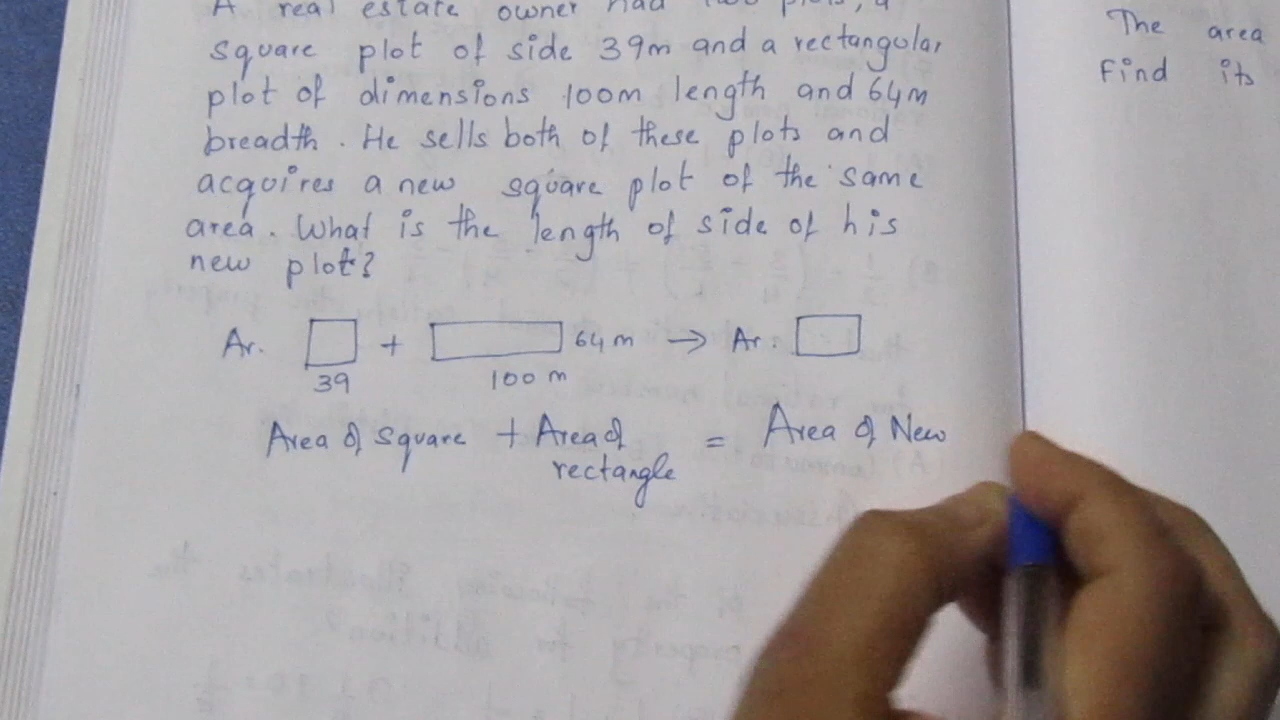 A real estate owner had two plots, a
square plot of side 39m and a rectangular
plot of dimensions 100m length and 64m
breadth. He sells both of these plots and
acquires a new square plot of the same
area. What is the length of side of his
new plot?
Ar. + 64 m → Ar.
39 100 m
Area of square + Area of = Area of New
rectangle
The area
Find its